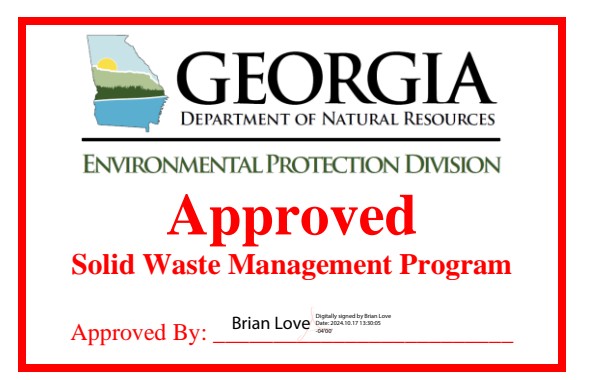 GEORGIA
DEPARTMENT OF NATURAL RESOURCES
ENVIRONMENTAL PROTECTION DIVISION
Approved
Solid Waste Management Program
Approved By: Brian Love
Digitally signed by Brian Love
Date: 2024.10.17 13:30:05
-04'00'